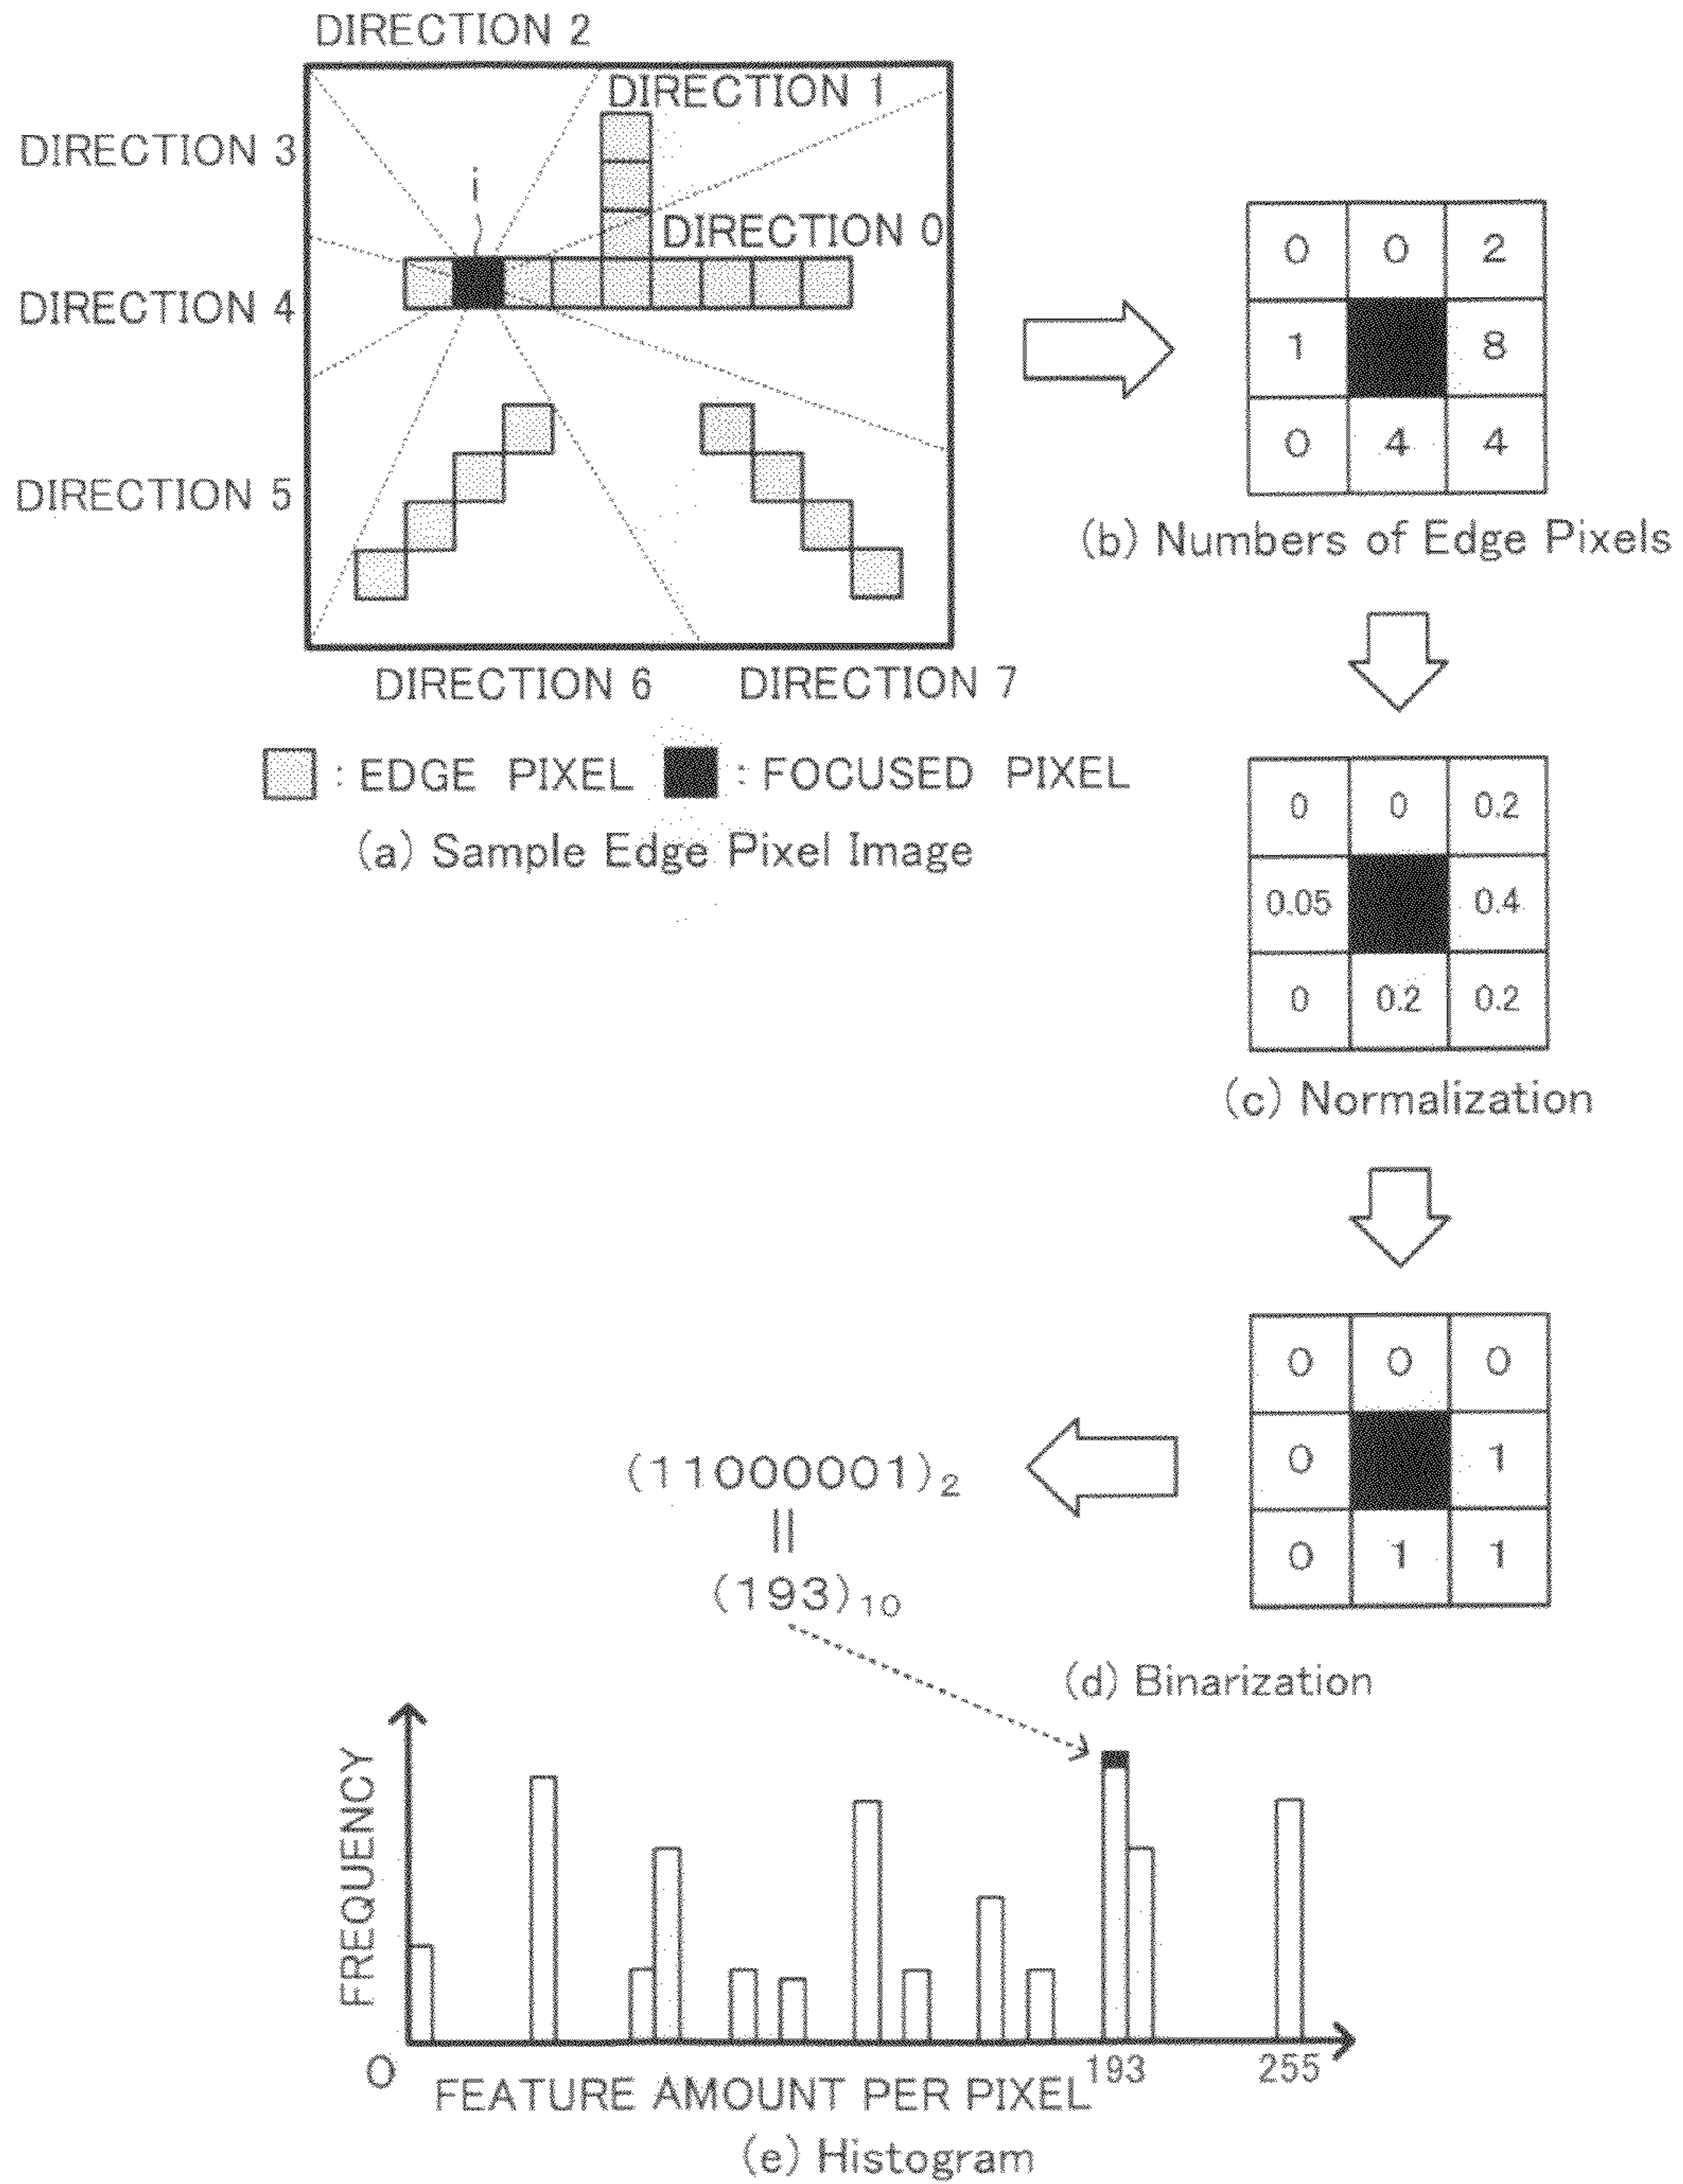 DIRECTION 2
DIRECTION 1
DIRECTION 3
i
DIRECTION 0
DIRECTION 4
DIRECTION 5
DIRECTION 6 DIRECTION 7
: EDGE PIXEL : FOCUSED PIXEL
(a) Sample Edge Pixel Image
0 0 2
1 8
0 4 4
(b) Numbers of Edge Pixels
0 0 0.2
0.05 0.4
0 0.2 0.2
(c) Normalization
0 0 0
0 1
0 1 1
(d) Binarization
(11000001)2
=
(193)10
FREQUENCY
0
193
255
FEATURE AMOUNT PER PIXEL
(e) Histogram